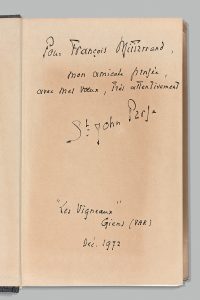 Pour François Mitterrand,
mon amicale pensée,
avec mes vœux, très attentivement
St-John Perse
"Les Vigneaux"
Giens (VAR)
Déc. 1972